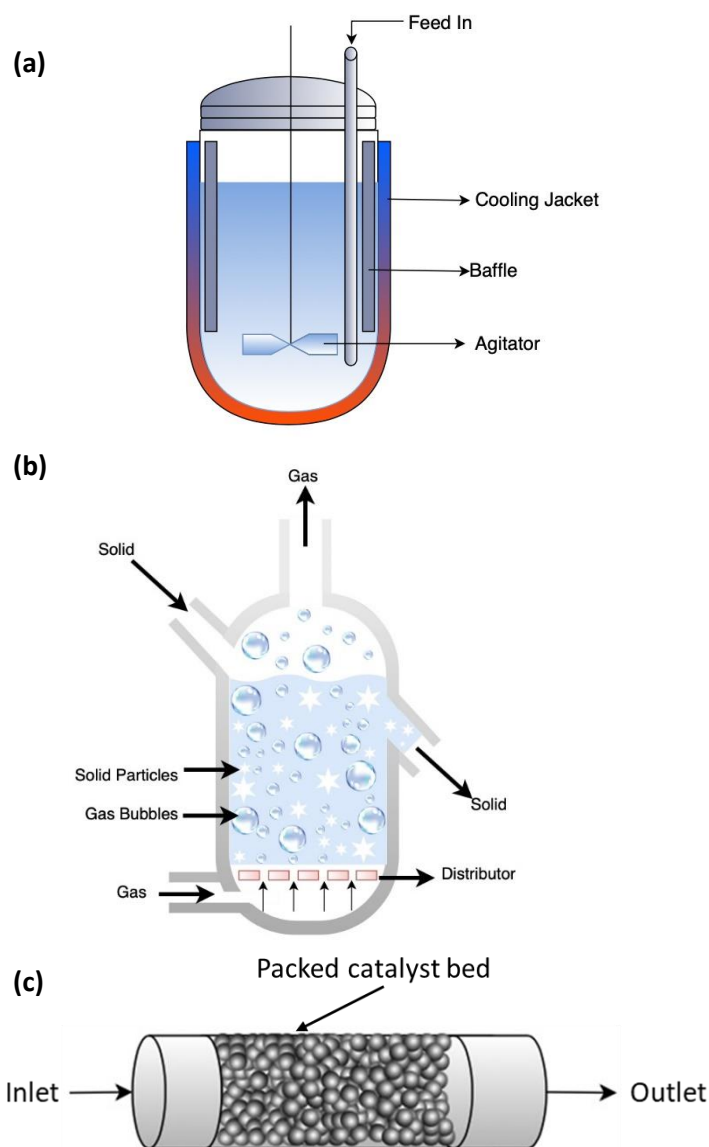 (a)
Feed In
Cooling Jacket
Baffle
Agitator
(b)
Gas
Solid
Solid Particles
Gas Bubbles
Solid
Distributor
Gas
(c)
Packed catalyst bed
Inlet
Outlet